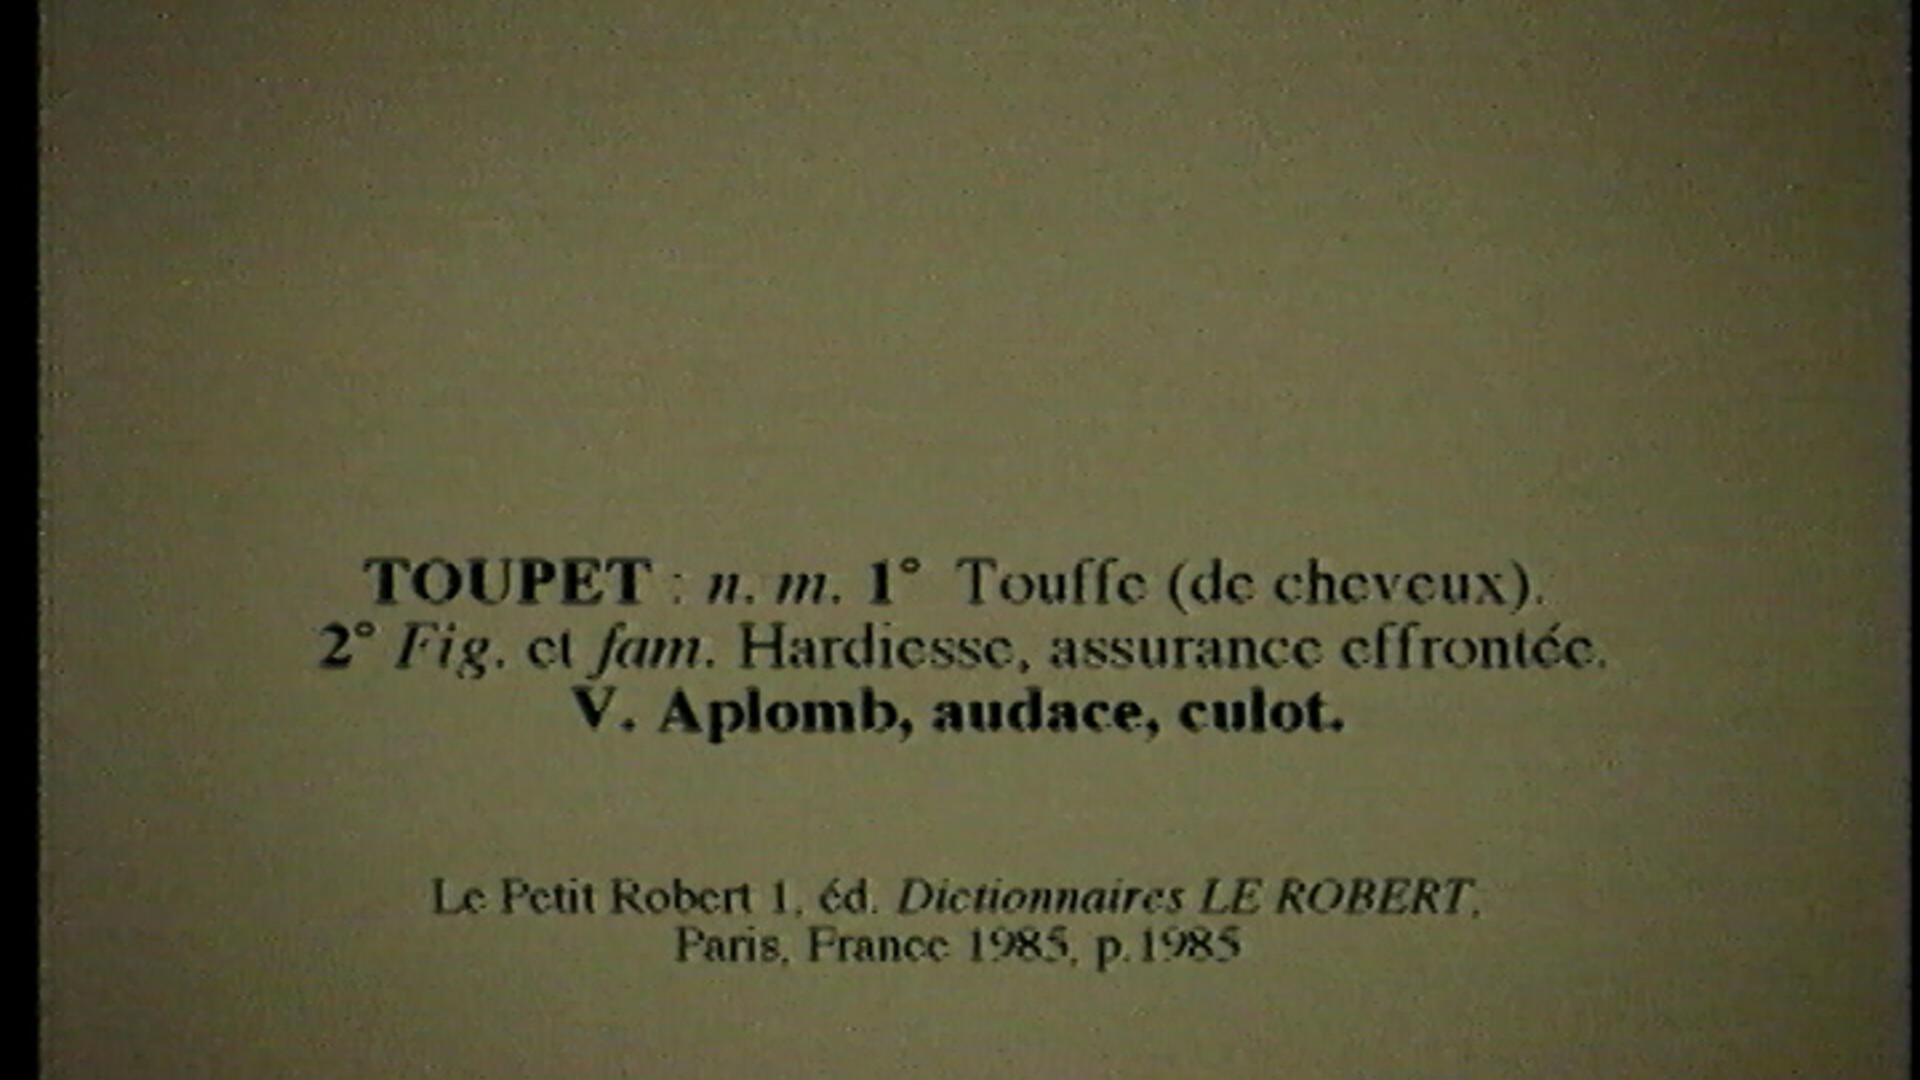 TOUPET : n. m. 1° Touffe (de cheveux).
2° Fig. et fam. Hardiesse, assurance effrontée.
V. Aplomb, audace, culot.
Le Petit Robert 1, éd. Dictionnaires LE ROBERT,
Paris, France 1985, p.1985